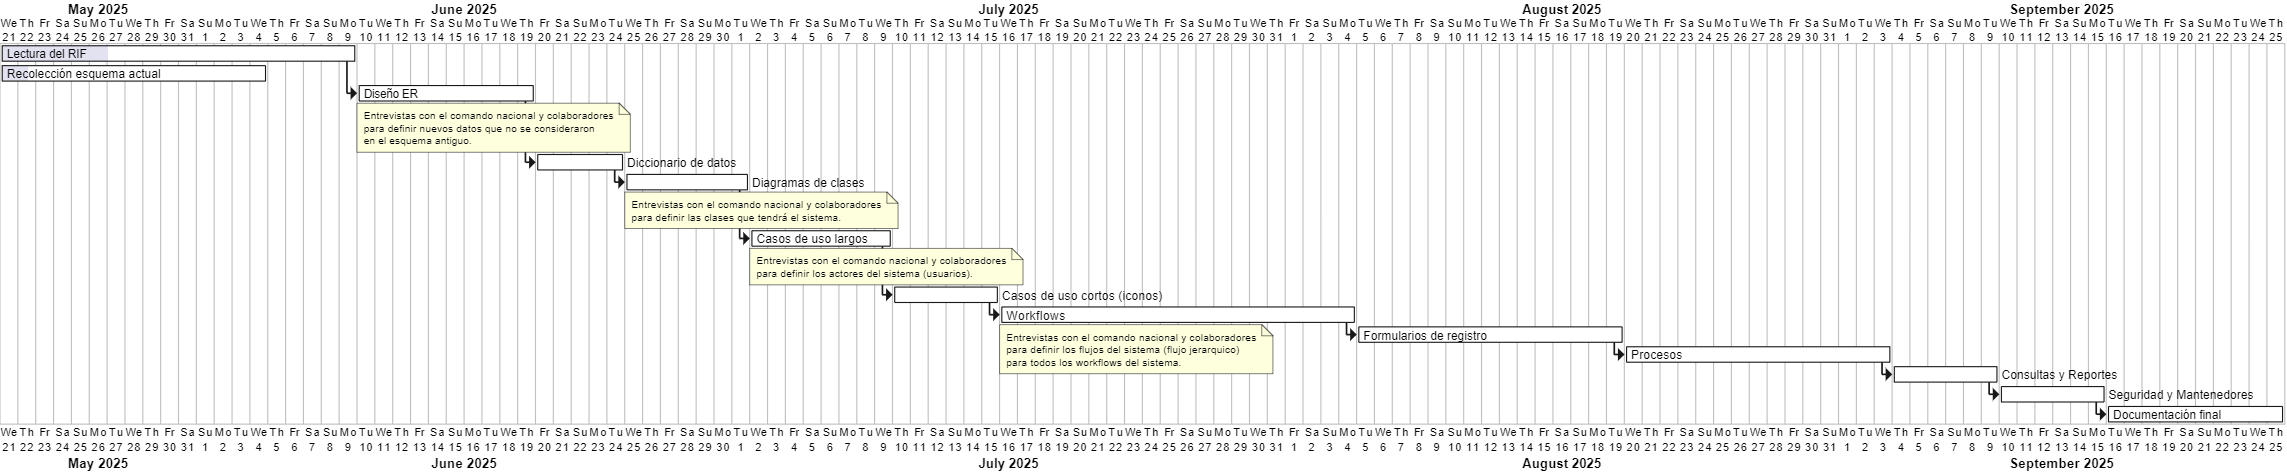 May 2025 June 2025 July 2025 August 2025 September 2025
We Th Fr Sa Su Mo Tu We Th Fr Sa Su Mo Tu We Th Fr Sa Su Mo Tu We Th Fr Sa Su Mo Tu We Th Fr Sa Su Mo Tu We Th Fr Sa Su Mo Tu We Th Fr Sa Su Mo Tu We Th Fr Sa Su Mo Tu We Th Fr Sa Su Mo Tu We Th Fr Sa Su Mo Tu We Th Fr Sa Su Mo Tu We Th Fr Sa Su Mo Tu We Th Fr Sa Su Mo Tu We Th Fr Sa Su Mo Tu We Th Fr Sa Su Mo Tu We Th Fr Sa Su Mo Tu We Th Fr Sa Su Mo Tu We Th Fr Sa Su Mo Tu We Th
21 22 23 24 25 26 27 28 29 30 31 1 2 3 4 5 6 7 8 9 10 11 12 13 14 15 16 17 18 19 20 21 22 23 24 25 26 27 28 29 30 1 2 3 4 5 6 7 8 9 10 11 12 13 14 15 16 17 18 19 20 21 22 23 24 25 26 27 28 29 30 31 1 2 3 4 5 6 7 8 9 10 11 12 13 14 15 16 17 18 19 20 21 22 23 24 25 26 27 28 29 30 31 1 2 3 4 5 6 7 8 9 10 11 12 13 14 15 16 17 18 19 20 21 22 23 24 25
Lectura del RIF
Recolección esquema actual
Diseño ER
Entrevistas con el comando nacional y colaboradores
para definir nuevos datos que no se consideraron
en el esquema antiguo.
Diccionario de datos
Diagramas de clases
Entrevistas con el comando nacional y colaboradores
para definir las clases que tendrá el sistema.
Casos de uso largos
Entrevistas con el comando nacional y colaboradores
para definir los actores del sistema (usuarios).
Casos de uso cortos (iconos)
Workflows
Entrevistas con el comando nacional y colaboradores
para definir los flujos del sistema (flujo jerarquico)
para todos los workflows del sistema.
Formularios de registro
Procesos
Consultas y Reportes
Seguridad y Mantenedores
Documentación final
We Th Fr Sa Su Mo Tu We Th Fr Sa Su Mo Tu We Th Fr Sa Su Mo Tu We Th Fr Sa Su Mo Tu We Th Fr Sa Su Mo Tu We Th Fr Sa Su Mo Tu We Th Fr Sa Su Mo Tu We Th Fr Sa Su Mo Tu We Th Fr Sa Su Mo Tu We Th Fr Sa Su Mo Tu We Th Fr Sa Su Mo Tu We Th Fr Sa Su Mo Tu We Th Fr Sa Su Mo Tu We Th Fr Sa Su Mo Tu We Th Fr Sa Su Mo Tu We Th Fr Sa Su Mo Tu We Th Fr Sa Su Mo Tu We Th Fr Sa Su Mo Tu We Th
21 22 23 24 25 26 27 28 29 30 31 1 2 3 4 5 6 7 8 9 10 11 12 13 14 15 16 17 18 19 20 21 22 23 24 25 26 27 28 29 30 1 2 3 4 5 6 7 8 9 10 11 12 13 14 15 16 17 18 19 20 21 22 23 24 25 26 27 28 29 30 31 1 2 3 4 5 6 7 8 9 10 11 12 13 14 15 16 17 18 19 20 21 22 23 24 25 26 27 28 29 30 31 1 2 3 4 5 6 7 8 9 10 11 12 13 14 15 16 17 18 19 20 21 22 23 24 25
May 2025 June 2025 July 2025 August 2025 September 2025